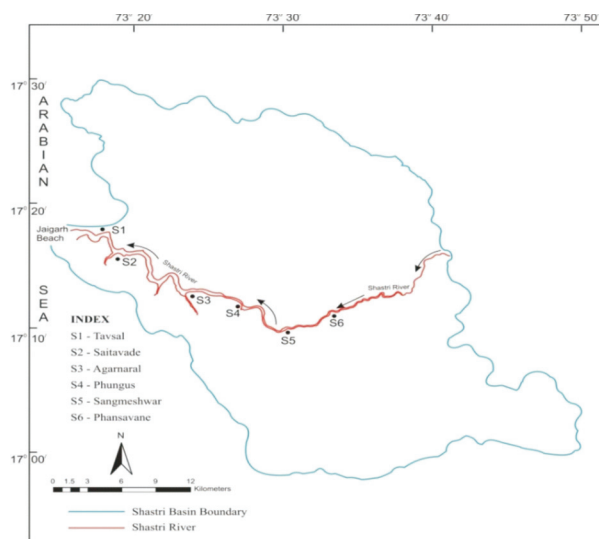 73° 20'
73° 30'
73° 40'
73° 50'
17° 30'
17° 20'
17° 10'
17° 00'
ARABIAN
SEA
Jaigarh
Beach
S1
S2
S3
S4
S5
S6
Shastri River
Shastri River
INDEX
S1 - Tavsal
S2 - Saitavade
S3 - Agarnaral
S4 - Phungus
S5 - Sangmeshwar
S6 - Phansavane
N
0 1.5 3 6 9 12
Kilometers
Shastri Basin Boundary
Shastri River